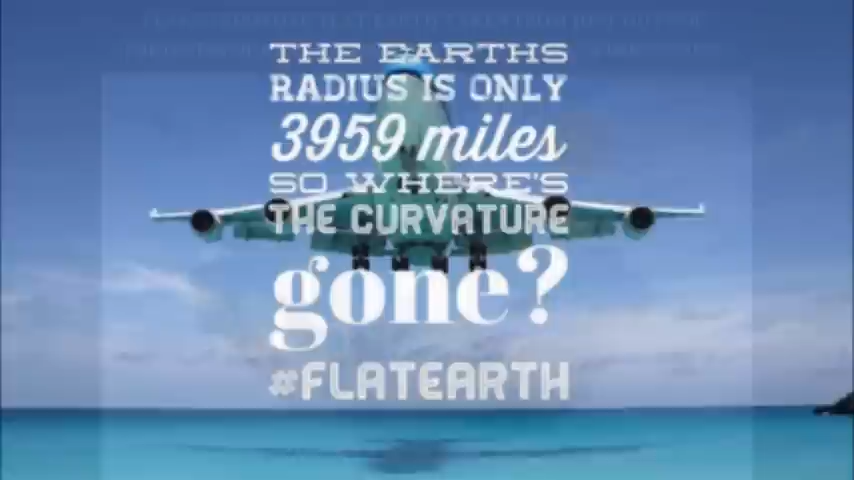 THE EARTHS
RADIUS IS ONLY
3959 miles
SO WHERE'S
THE CURVATURE
gone?
#FLATEARTH